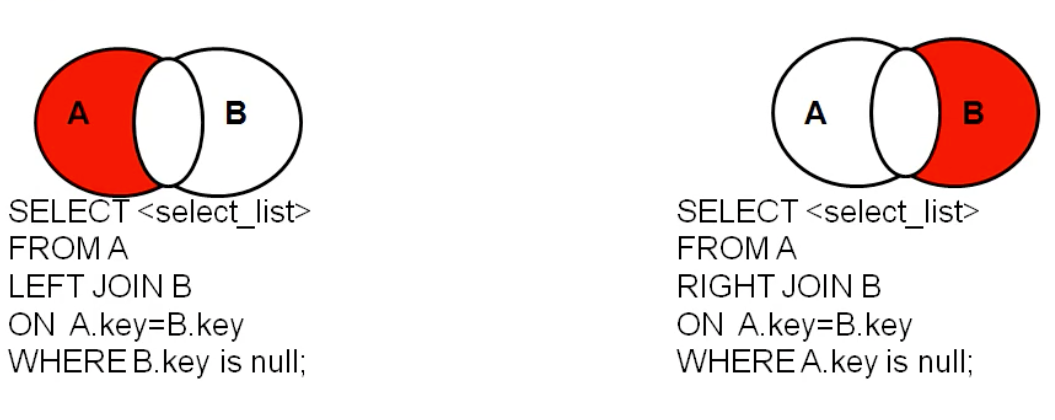 A B
SELECT <select_list>
FROM A
LEFT JOIN B
ON A.key=B.key
WHERE B.key is null;
A B
SELECT <select_list>
FROM A
RIGHT JOIN B
ON A.key=B.key
WHERE A.key is null;